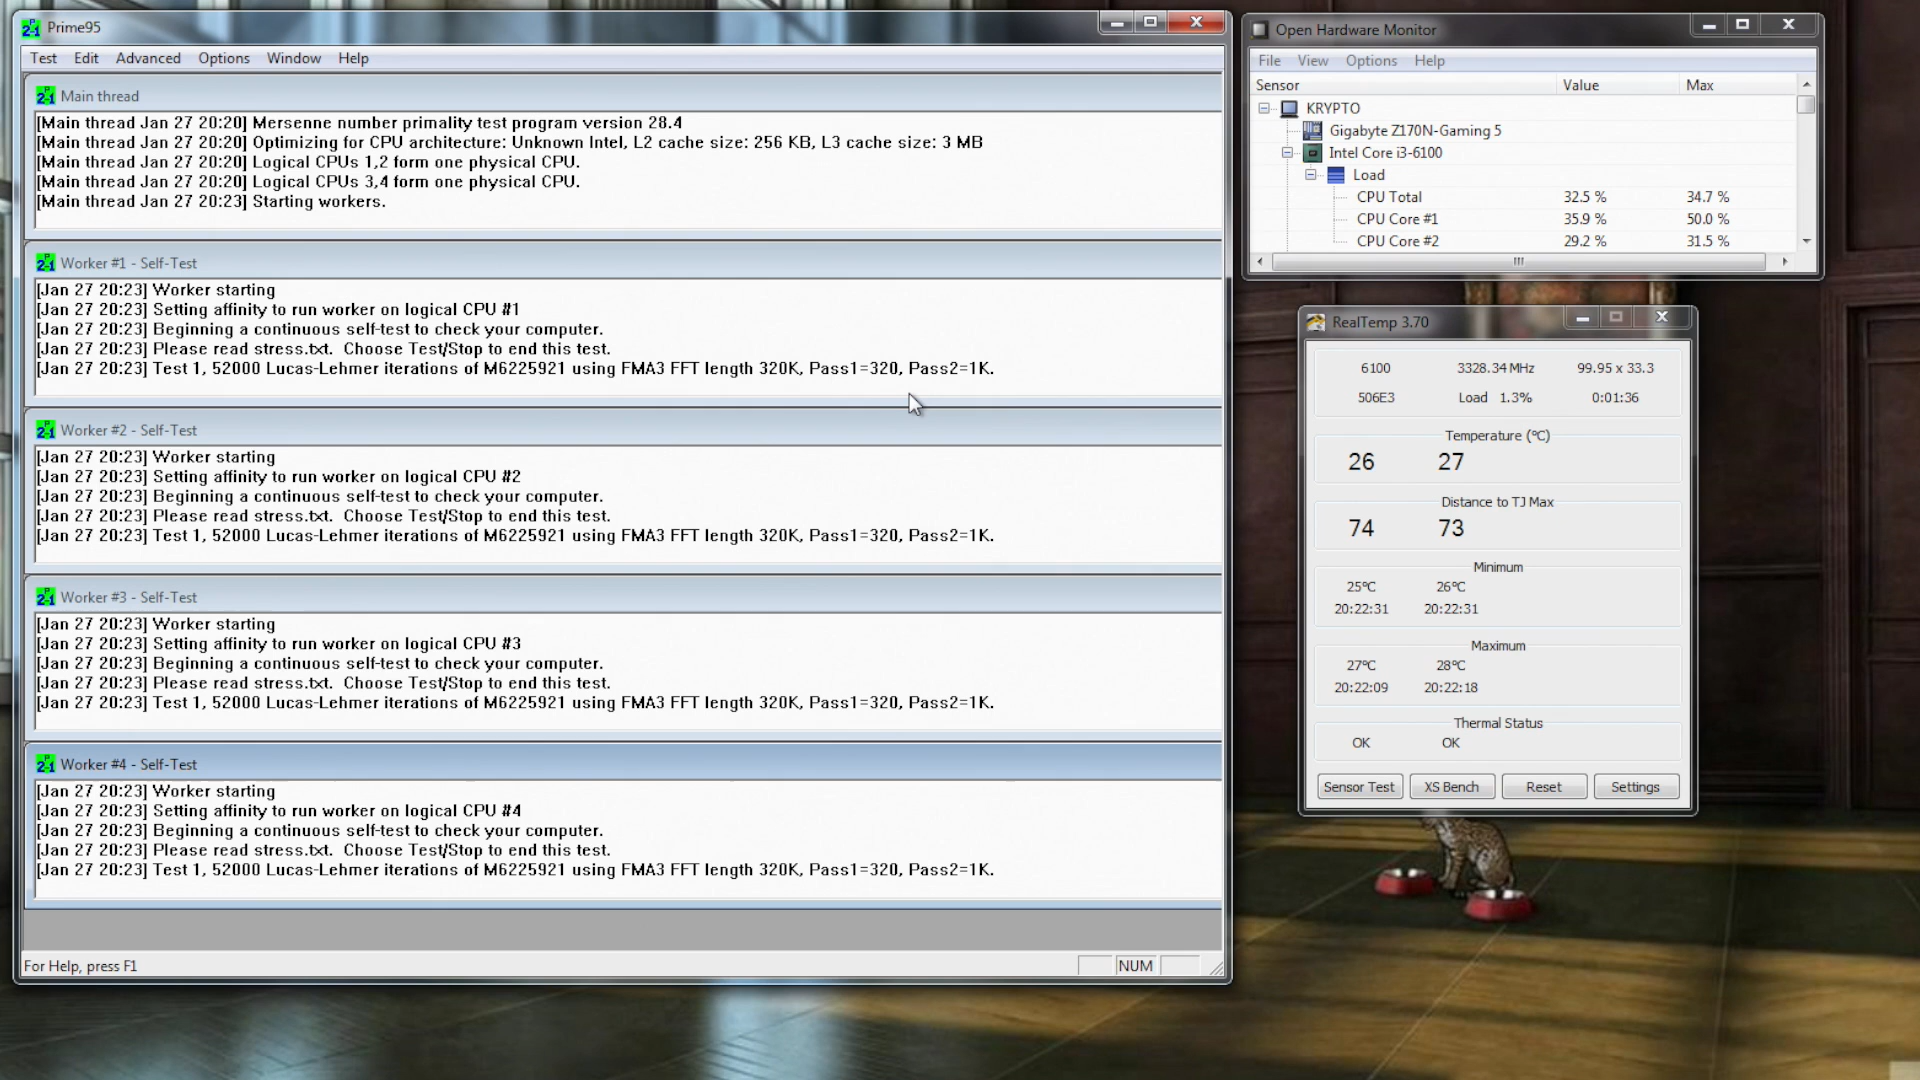 Prime95
Test Edit Advanced Options Window Help
Main thread
[Main thread Jan 27 20:20] Mersenne number primality test program version 28.4
[Main thread Jan 27 20:20] Optimizing for CPU architecture: Unknown Intel, L2 cache size: 256 KB, L3 cache size: 3 MB
[Main thread Jan 27 20:20] Logical CPUs 1,2 form one physical CPU.
[Main thread Jan 27 20:20] Logical CPUs 3,4 form one physical CPU.
[Main thread Jan 27 20:23] Starting workers.
Worker #1 - Self-Test
[Jan 27 20:23] Worker starting
[Jan 27 20:23] Setting affinity to run worker on logical CPU #1
[Jan 27 20:23] Beginning a continuous self-test to check your computer.
[Jan 27 20:23] Please read stress.txt.  Choose Test/Stop to end this test.
[Jan 27 20:23] Test 1, 52000 Lucas-Lehmer iterations of M6225921 using FMA3 FFT length 320K, Pass1=320, Pass2=1K.
Worker #2 - Self-Test
[Jan 27 20:23] Worker starting
[Jan 27 20:23] Setting affinity to run worker on logical CPU #2
[Jan 27 20:23] Beginning a continuous self-test to check your computer.
[Jan 27 20:23] Please read stress.txt.  Choose Test/Stop to end this test.
[Jan 27 20:23] Test 1, 52000 Lucas-Lehmer iterations of M6225921 using FMA3 FFT length 320K, Pass1=320, Pass2=1K.
Worker #3 - Self-Test
[Jan 27 20:23] Worker starting
[Jan 27 20:23] Setting affinity to run worker on logical CPU #3
[Jan 27 20:23] Beginning a continuous self-test to check your computer.
[Jan 27 20:23] Please read stress.txt.  Choose Test/Stop to end this test.
[Jan 27 20:23] Test 1, 52000 Lucas-Lehmer iterations of M6225921 using FMA3 FFT length 320K, Pass1=320, Pass2=1K.
Worker #4 - Self-Test
[Jan 27 20:23] Worker starting
[Jan 27 20:23] Setting affinity to run worker on logical CPU #4
[Jan 27 20:23] Beginning a continuous self-test to check your computer.
[Jan 27 20:23] Please read stress.txt.  Choose Test/Stop to end this test.
[Jan 27 20:23] Test 1, 52000 Lucas-Lehmer iterations of M6225921 using FMA3 FFT length 320K, Pass1=320, Pass2=1K.
For Help, press F1
NUM
Open Hardware Monitor
File View Options Help
Sensor Value Max
KRYPTO
Gigabyte Z170N-Gaming 5
Intel Core i3-6100
Load
CPU Total 32.5 % 34.7 %
CPU Core #1 35.9 % 50.0 %
CPU Core #2 29.2 % 31.5 %
RealTemp 3.70
6100 3328.34 MHz 99.95 x 33.3
506E3 Load 1.3% 0:01:36
Temperature (°C)
26 27
Distance to TJ Max
74 73
Minimum
25°C 26°C
20:22:31 20:22:31
Maximum
27°C 28°C
20:22:09 20:22:18
Thermal Status
OK OK
Sensor Test XS Bench Reset Settings